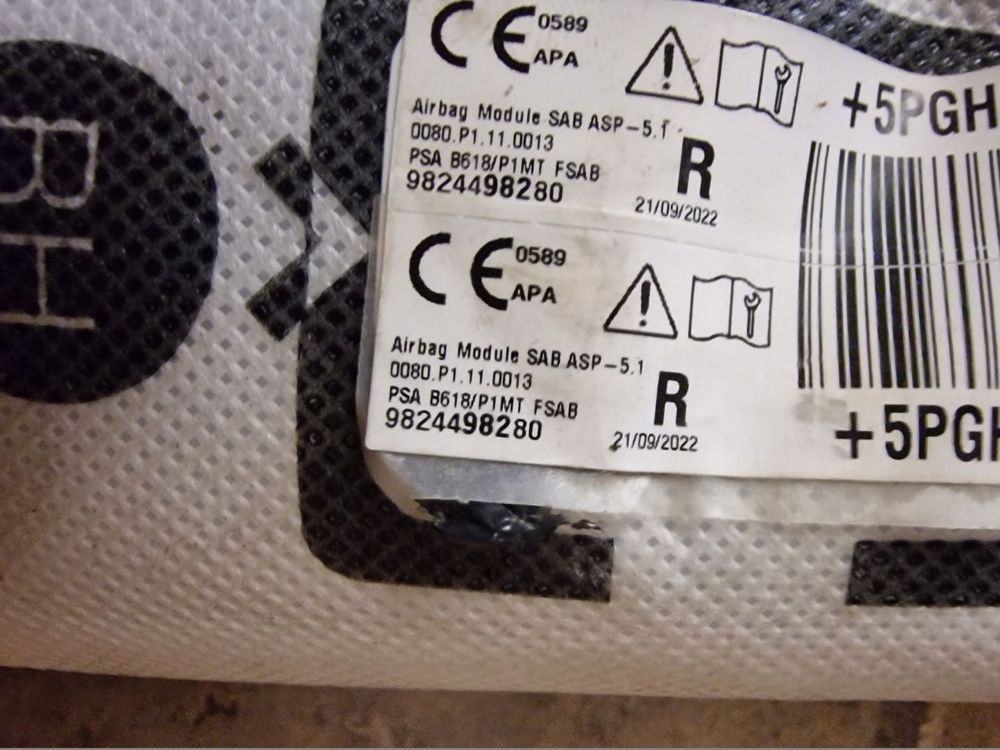 CE 0589
APA
Airbag Module SAB ASP-5.1
0080.P1.11.0013
PSA B618/P1MT FSAB
9824498280
R
21/09/2022
+5PGH
CE 0589
APA
Airbag Module SAB ASP-5.1
0080.P1.11.0013
PSA B618/P1MT FSAB
9824498280
R
21/09/2022
+5PGH
RH